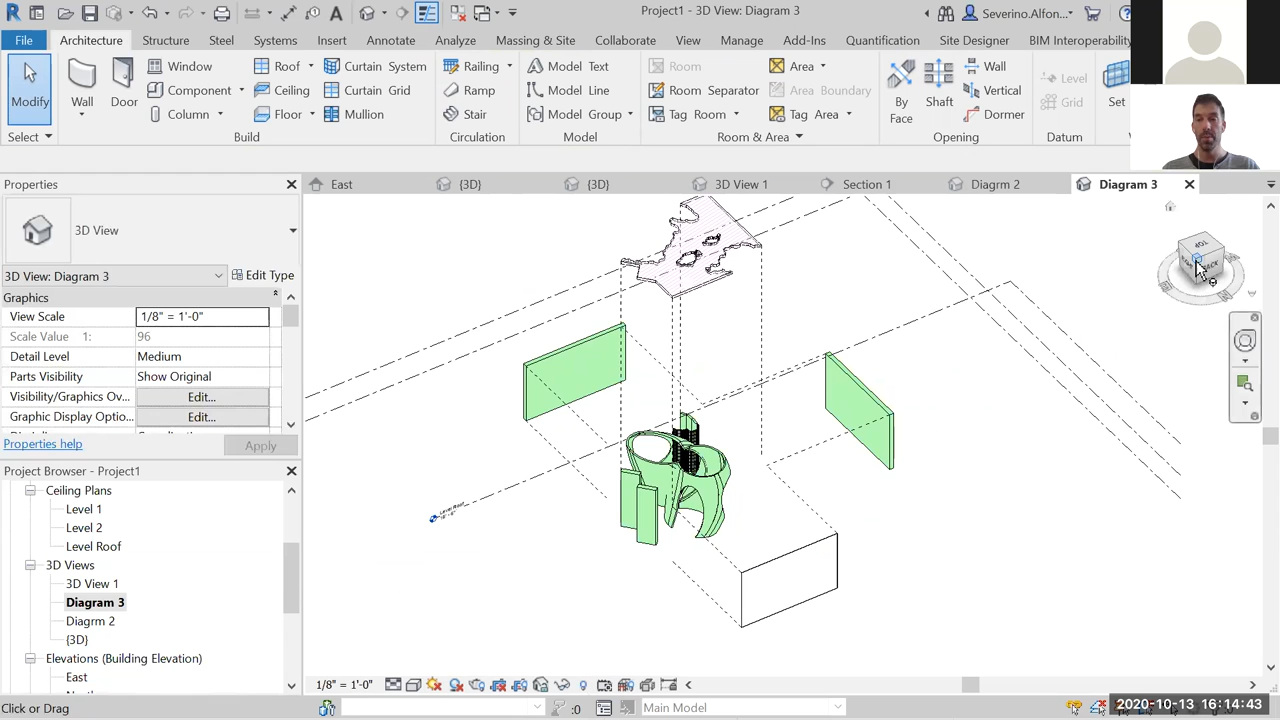 Project1 - 3D View: Diagram 3
Severino.Alfon...
File Architecture Structure Steel Systems Insert Annotate Analyze Massing & Site Collaborate View Manage Add-Ins Quantification Site Designer BIM Interoperability
Modify
Wall
Door
Window
Component
Column
Roof
Ceiling
Floor
Curtain System
Curtain Grid
Mullion
Railing
Ramp
Stair
Model Text
Model Line
Model Group
Room
Room Separator
Tag Room
Area
Area Boundary
Tag Area
By
Face
Shaft
Wall
Vertical
Dormer
Level
Grid
Set
Select Build Circulation Model Room & Area Opening Datum
Properties
East {3D} {3D} 3D View 1 Section 1 Diagrm 2 Diagram 3
3D View
3D View: Diagram 3 Edit Type
Graphics
View Scale 1/8" = 1'-0"
Scale Value 1: 96
Detail Level Medium
Parts Visibility Show Original
Visibility/Graphics Ov... Edit...
Graphic Display Optio... Edit...
Properties help Apply
Project Browser - Project1
Ceiling Plans
Level 1
Level 2
Level Roof
3D Views
3D View 1
Diagram 3
Diagrm 2
{3D}
Elevations (Building Elevation)
East
TOP
BACK
Level Roof
1/8" = 1'-0"
Click or Drag
:0
Main Model
2020-10-13 16:14:43